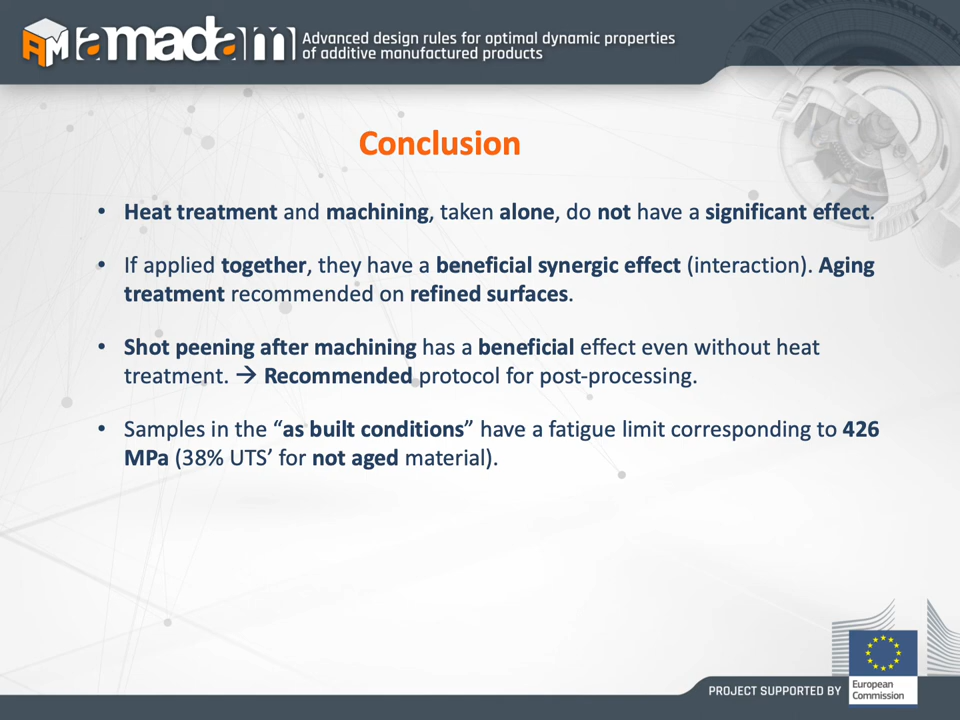 AM amadam
Advanced design rules for optimal dynamic properties
of additive manufactured products
Conclusion
• Heat treatment and machining, taken alone, do not have a significant effect.
• If applied together, they have a beneficial synergic effect (interaction). Aging
treatment recommended on refined surfaces.
• Shot peening after machining has a beneficial effect even without heat
treatment. → Recommended protocol for post-processing.
• Samples in the “as built conditions” have a fatigue limit corresponding to 426
MPa (38% UTS’ for not aged material).
PROJECT SUPPORTED BY
European
Commission